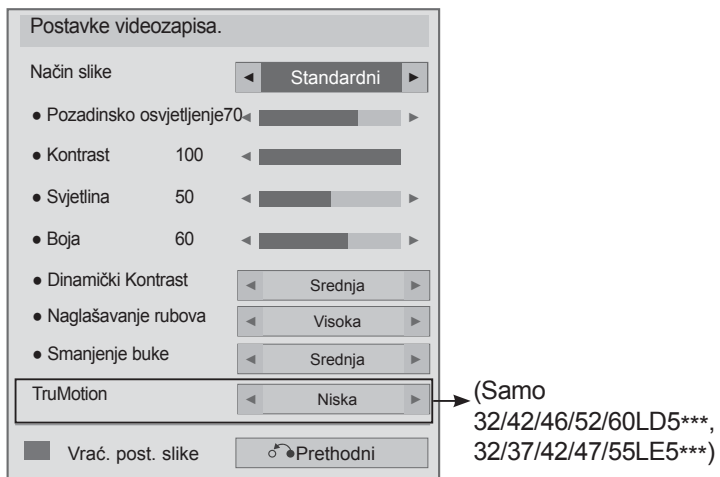 Postavke videozapisa.
Način slike ◄ Standardni ►
● Pozadinsko osvjetljenje70 ◄ ►
● Kontrast 100 ◄
● Svjetlina 50 ◄ ►
● Boja 60 ◄ ►
● Dinamički Kontrast ◄ Srednja ►
● Naglašavanje rubova ◄ Visoka ►
● Smanjenje buke ◄ Srednja ►
TruMotion ◄ Niska ►
(Samo
32/42/46/52/60LD5***,
32/37/42/47/55LE5***)
Vrać. post. slike Prethodni